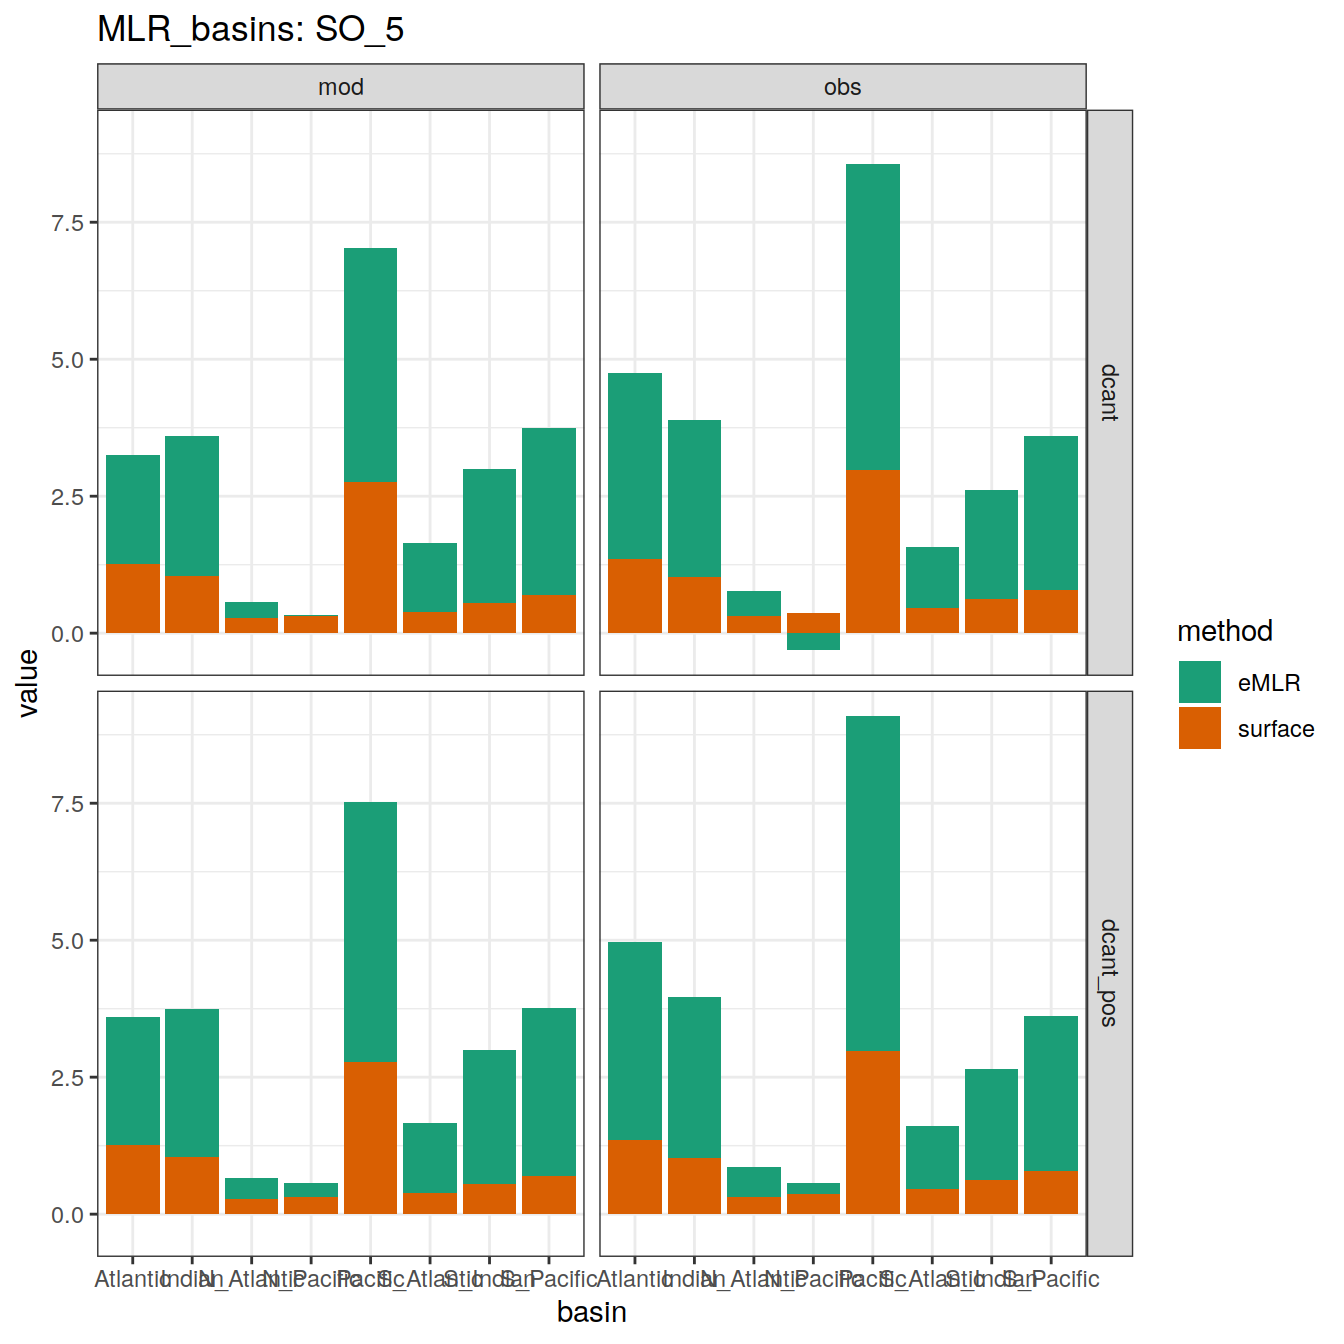 MLR_basins: SO_5
mod
obs
7.5
5.0
2.5
0.0
dcant
7.5
5.0
2.5
0.0
dcant_pos
value
Atlantic Indian N_Atlantic N_Pacific Pacific S_Atlantic S_Indian S_Pacific
Atlantic Indian N_Atlantic N_Pacific Pacific S_Atlantic S_Indian S_Pacific
basin
method
eMLR
surface